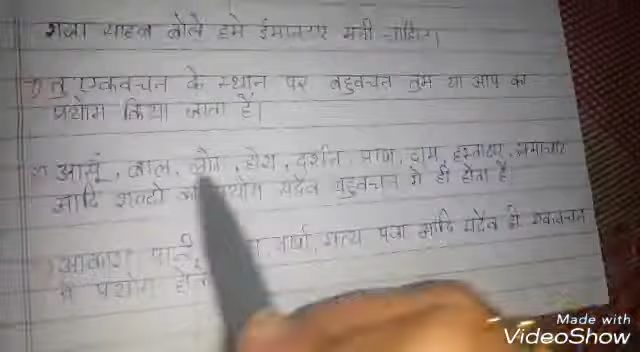 राजा साहब बोले हमे ईमानदार मंत्री चाहिए।
तु एकवचन के स्थान पर बहुवचन तुम या आप का
प्रयोग किया जाता है।
आसूं, बाल, होश, दर्शन, प्राण, दाम, हस्ताक्षर, समाचार
आदि शब्दो प्रयोग सदैव बहुवचन मे ही होता है
आकाश सत्य आदि सदैव ही एकवचन
मे प्रयोग
Made with
VideoShow